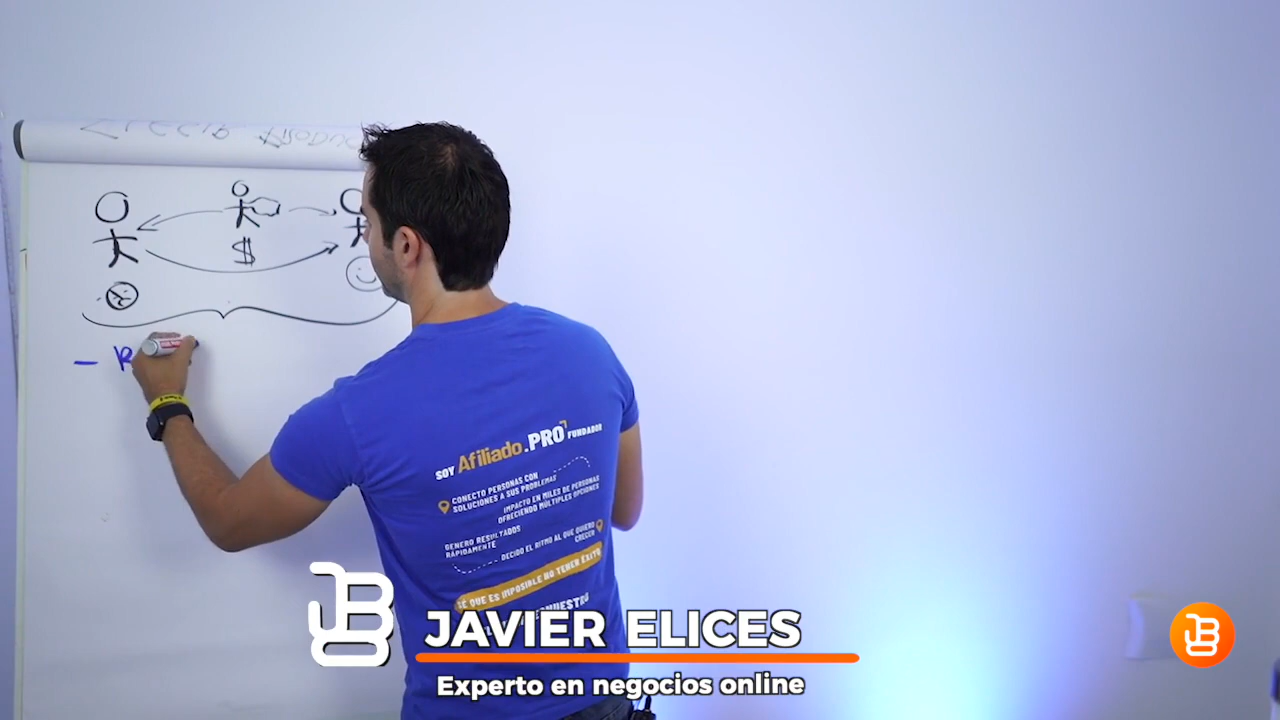 $
- R
SOY Afiliado.PRO FUNDADOR
CONECTO PERSONAS CON
SOLUCIONES A SUS PROBLEMAS
IMPACTO EN MILES DE PERSONAS
OFRECIENDO MÚLTIPLES OPCIONES
GENERO RESULTADOS
RÁPIDAMENTE
DECIDO EL RITMO AL QUE QUIERO
CRECER
SÉ QUE ES IMPOSIBLE NO TENER ÉXITO
JB
JAVIER ELICES
Experto en negocios online
JB